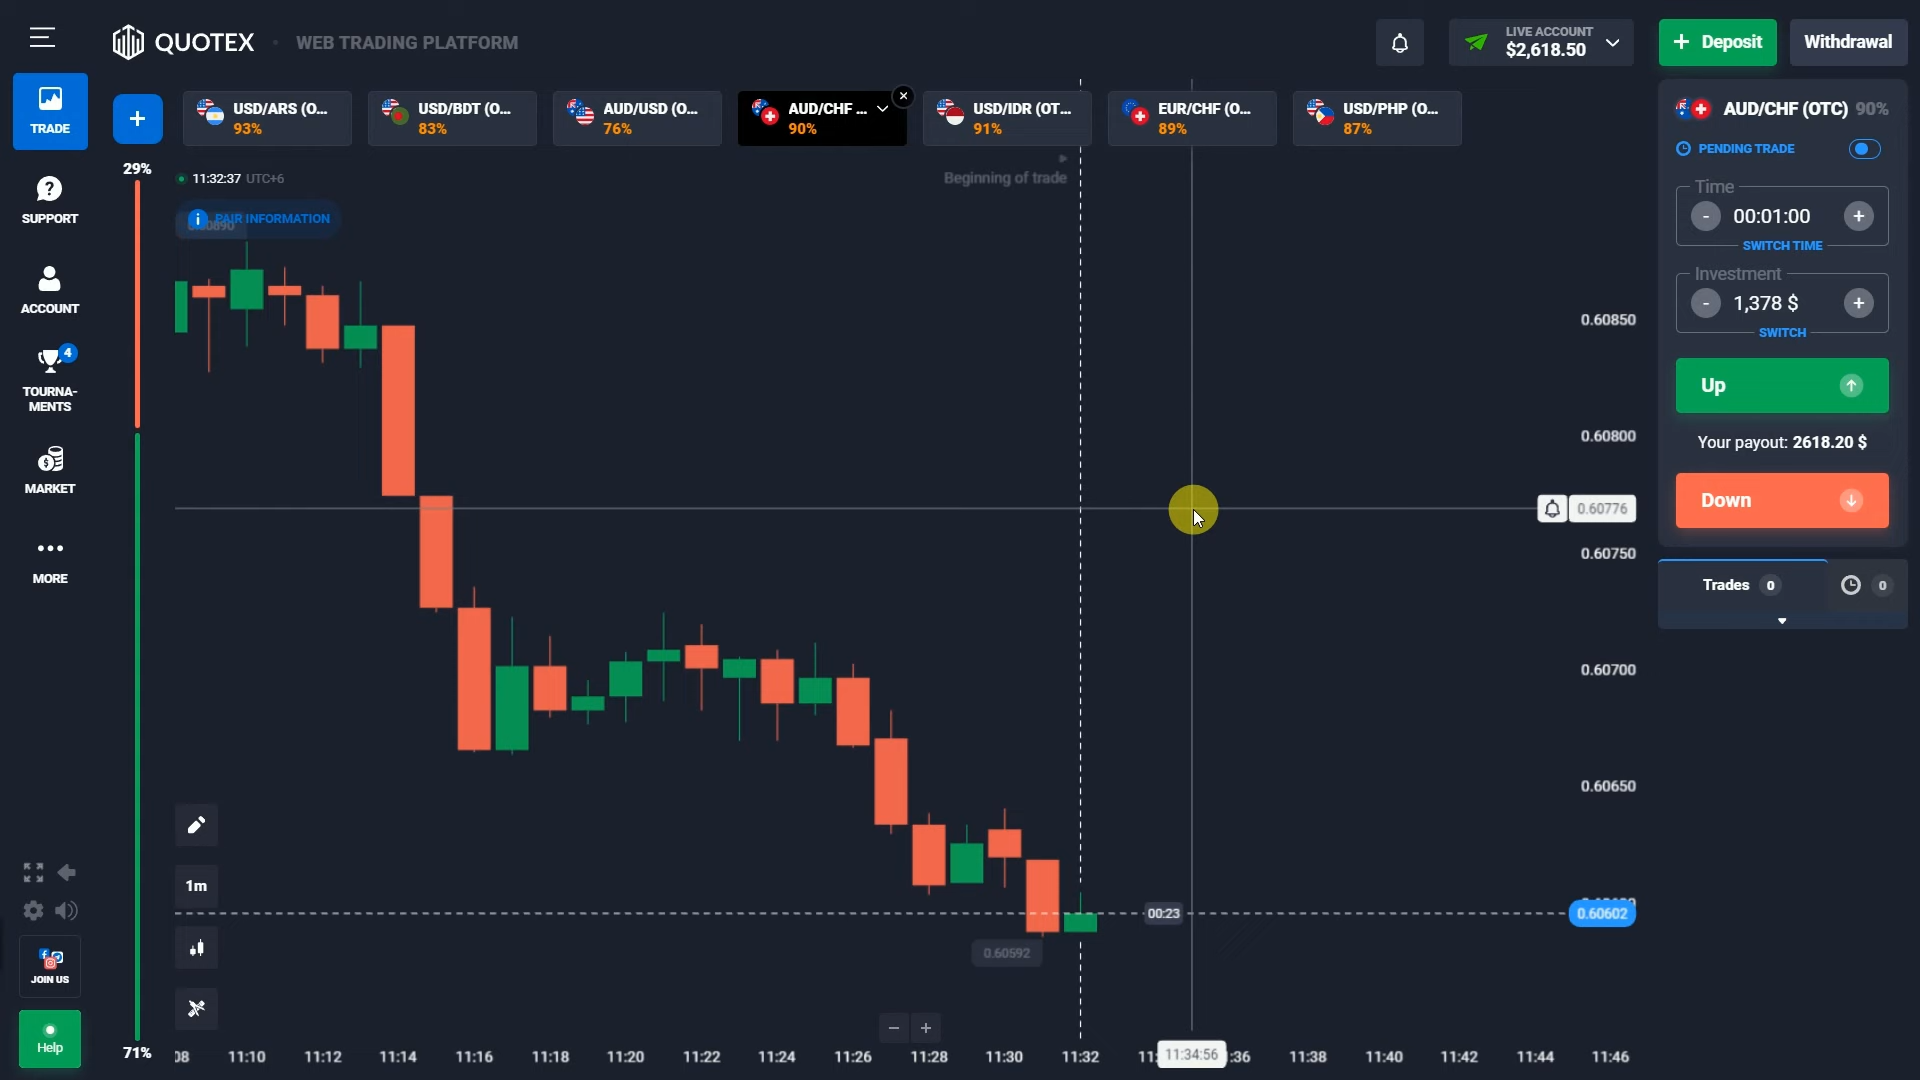 QUOTEX
WEB TRADING PLATFORM
LIVE ACCOUNT
$2,618.50
+ Deposit
Withdrawal
TRADE
+
USD/ARS (O...
93%
USD/BDT (O...
83%
AUD/USD (O...
76%
AUD/CHF ...
90%
USD/IDR (OT...
91%
EUR/CHF (O...
89%
USD/PHP (O...
87%
AUD/CHF (OTC) 90%
PENDING TRADE
Time
- 00:01:00 +
SWITCH TIME
Investment
- 1,378 $ +
SWITCH
Up
Your payout: 2618.20 $
Down
Trades 0
0
29%
11:32:37 UTC+6
Beginning of trade
PAIR INFORMATION
SUPPORT
ACCOUNT
4
TOURNA-
MENTS
MARKET
MORE
JOIN US
Help
71%
0.60850
0.60800
0.60776
0.60750
0.60700
0.60650
0.60602
00:23
0.60592
1m
- +
08 11:10 11:12 11:14 11:16 11:18 11:20 11:22 11:24 11:26 11:28 11:30 11:32 11:34:56 :36 11:38 11:40 11:42 11:44 11:46